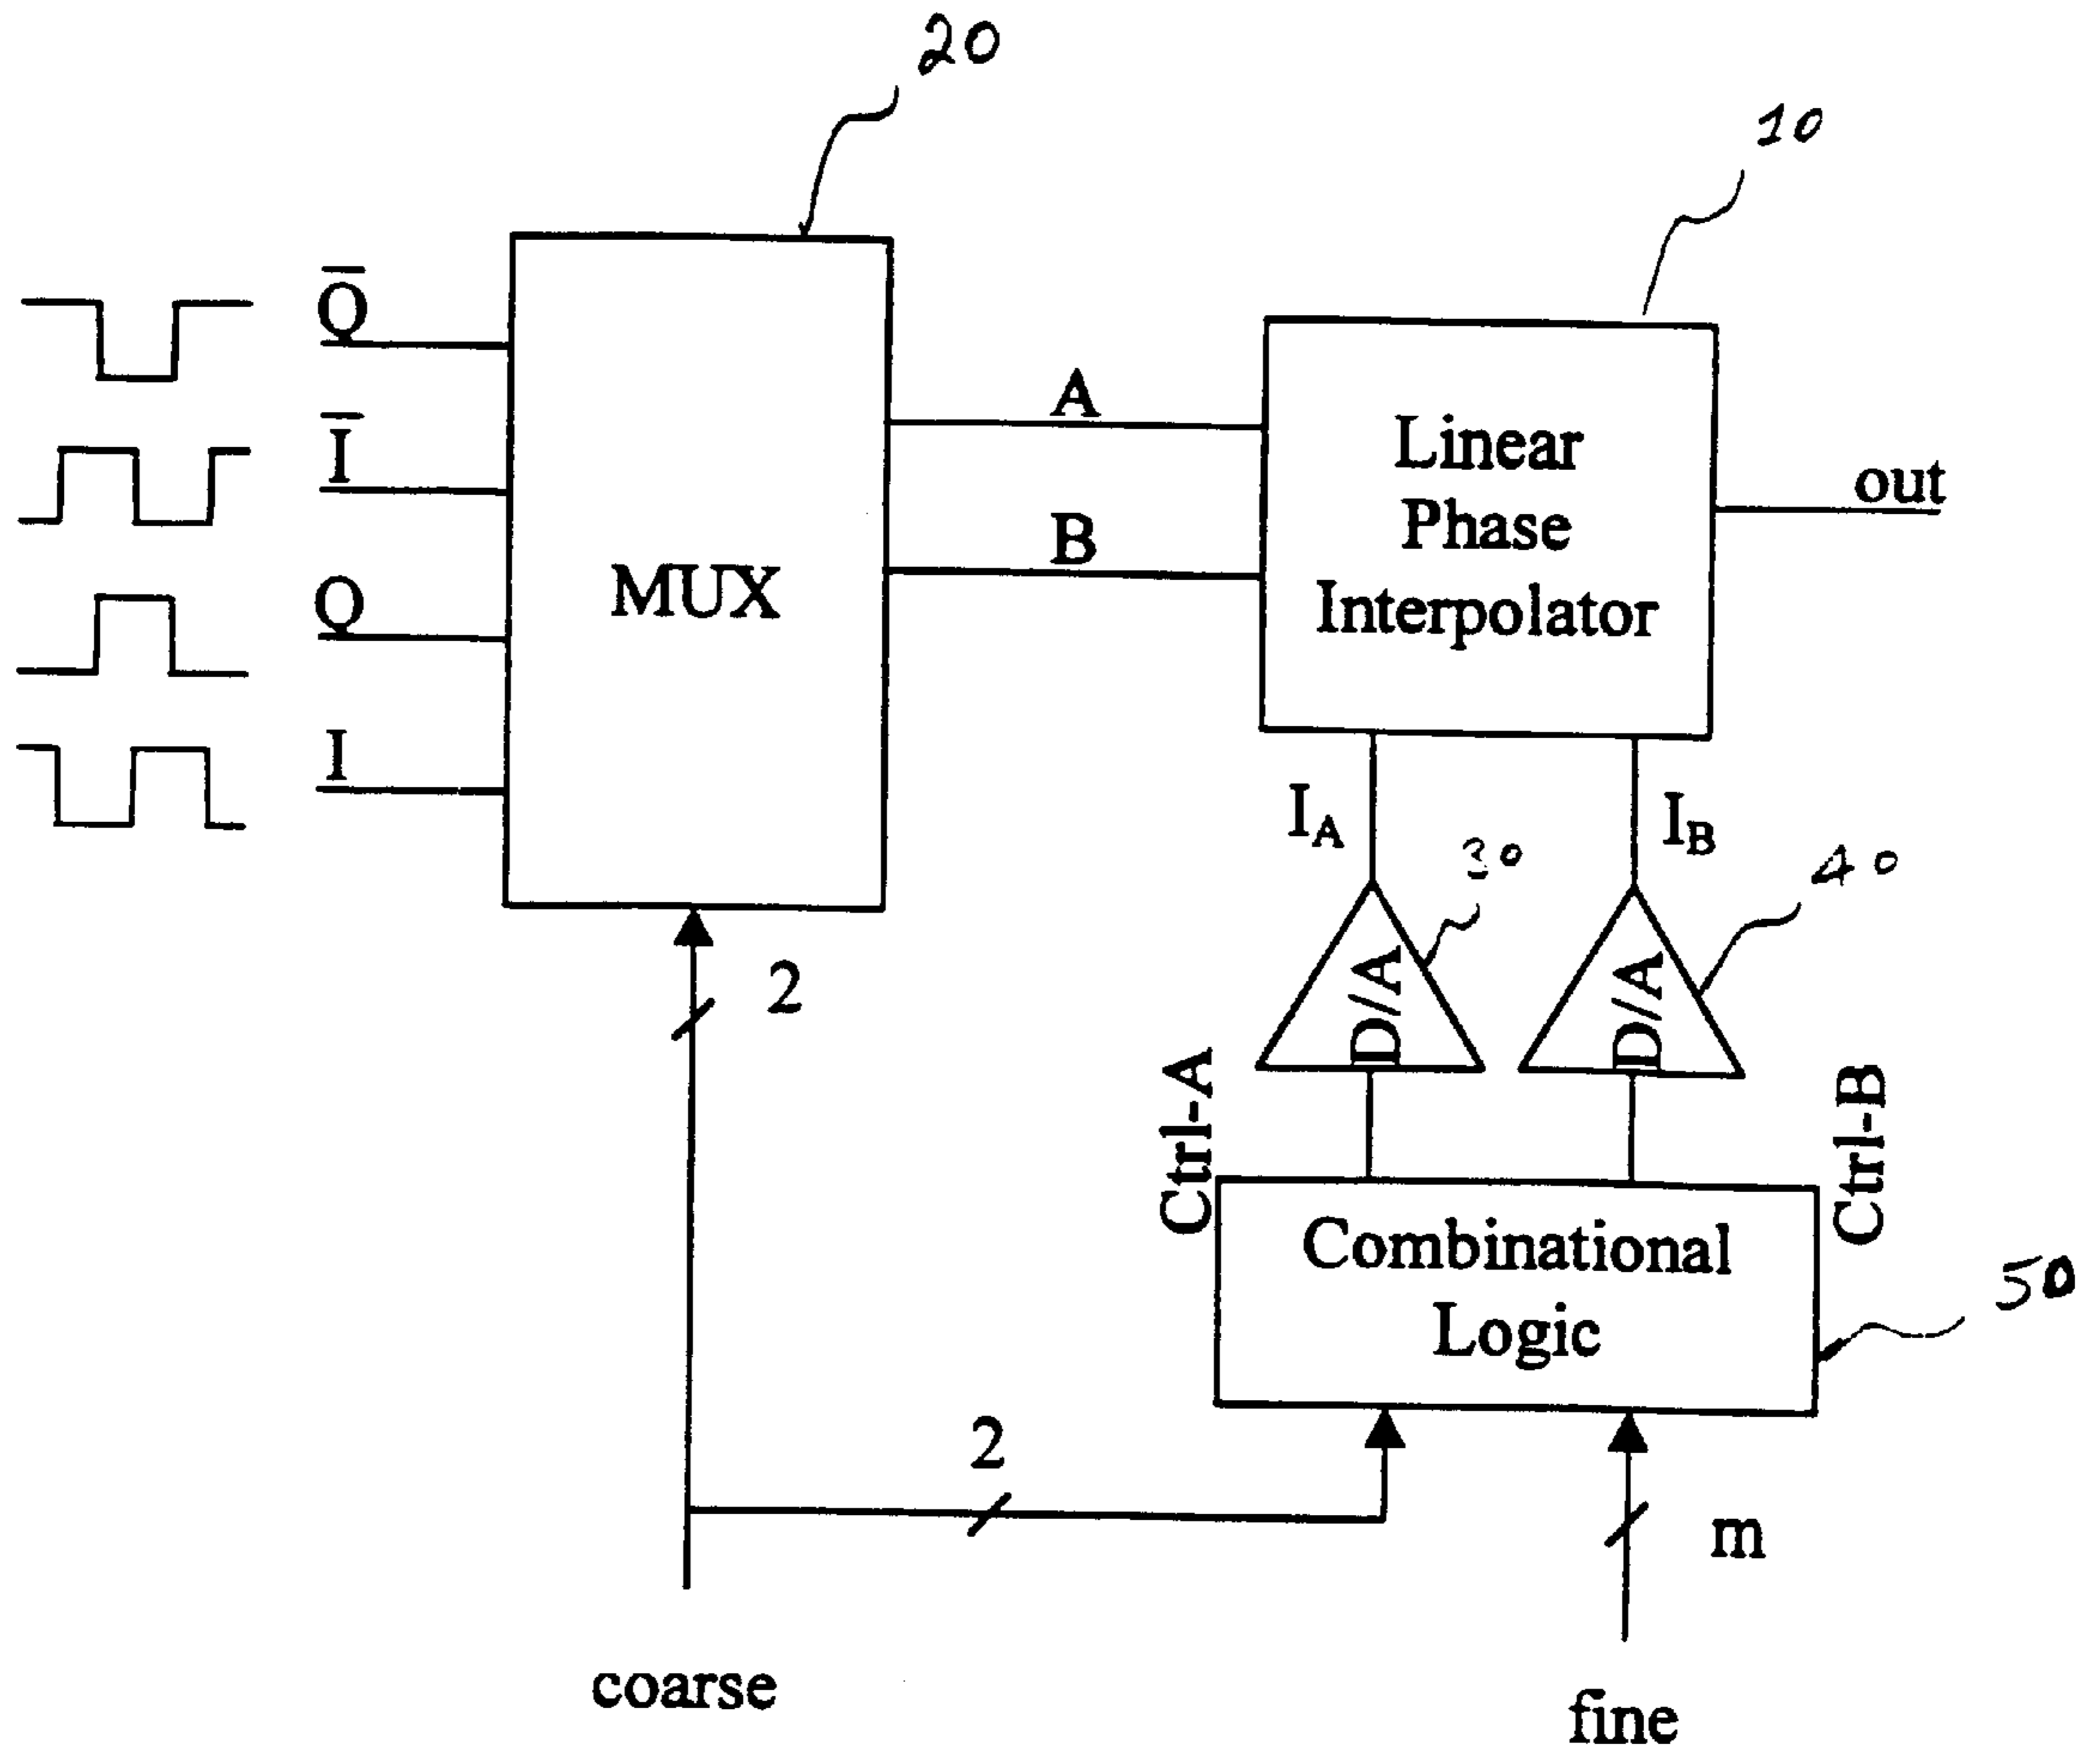 20
10
Q̅
I̅
Q
I
MUX
A
B
Linear
Phase
Interpolator
out
I_A
I_B
30
40
2
D/A
D/A
Ctrl-A
Ctrl-B
Combinational
Logic
50
2
m
coarse
fine